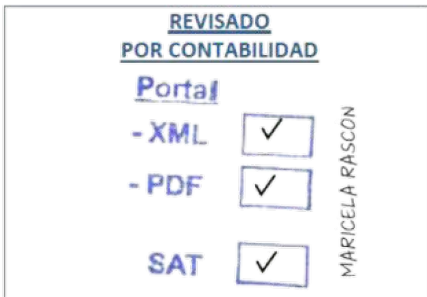 REVISADO
POR CONTABILIDAD
Portal
- XML ✓
- PDF ✓
SAT ✓
MARICELA RASCON